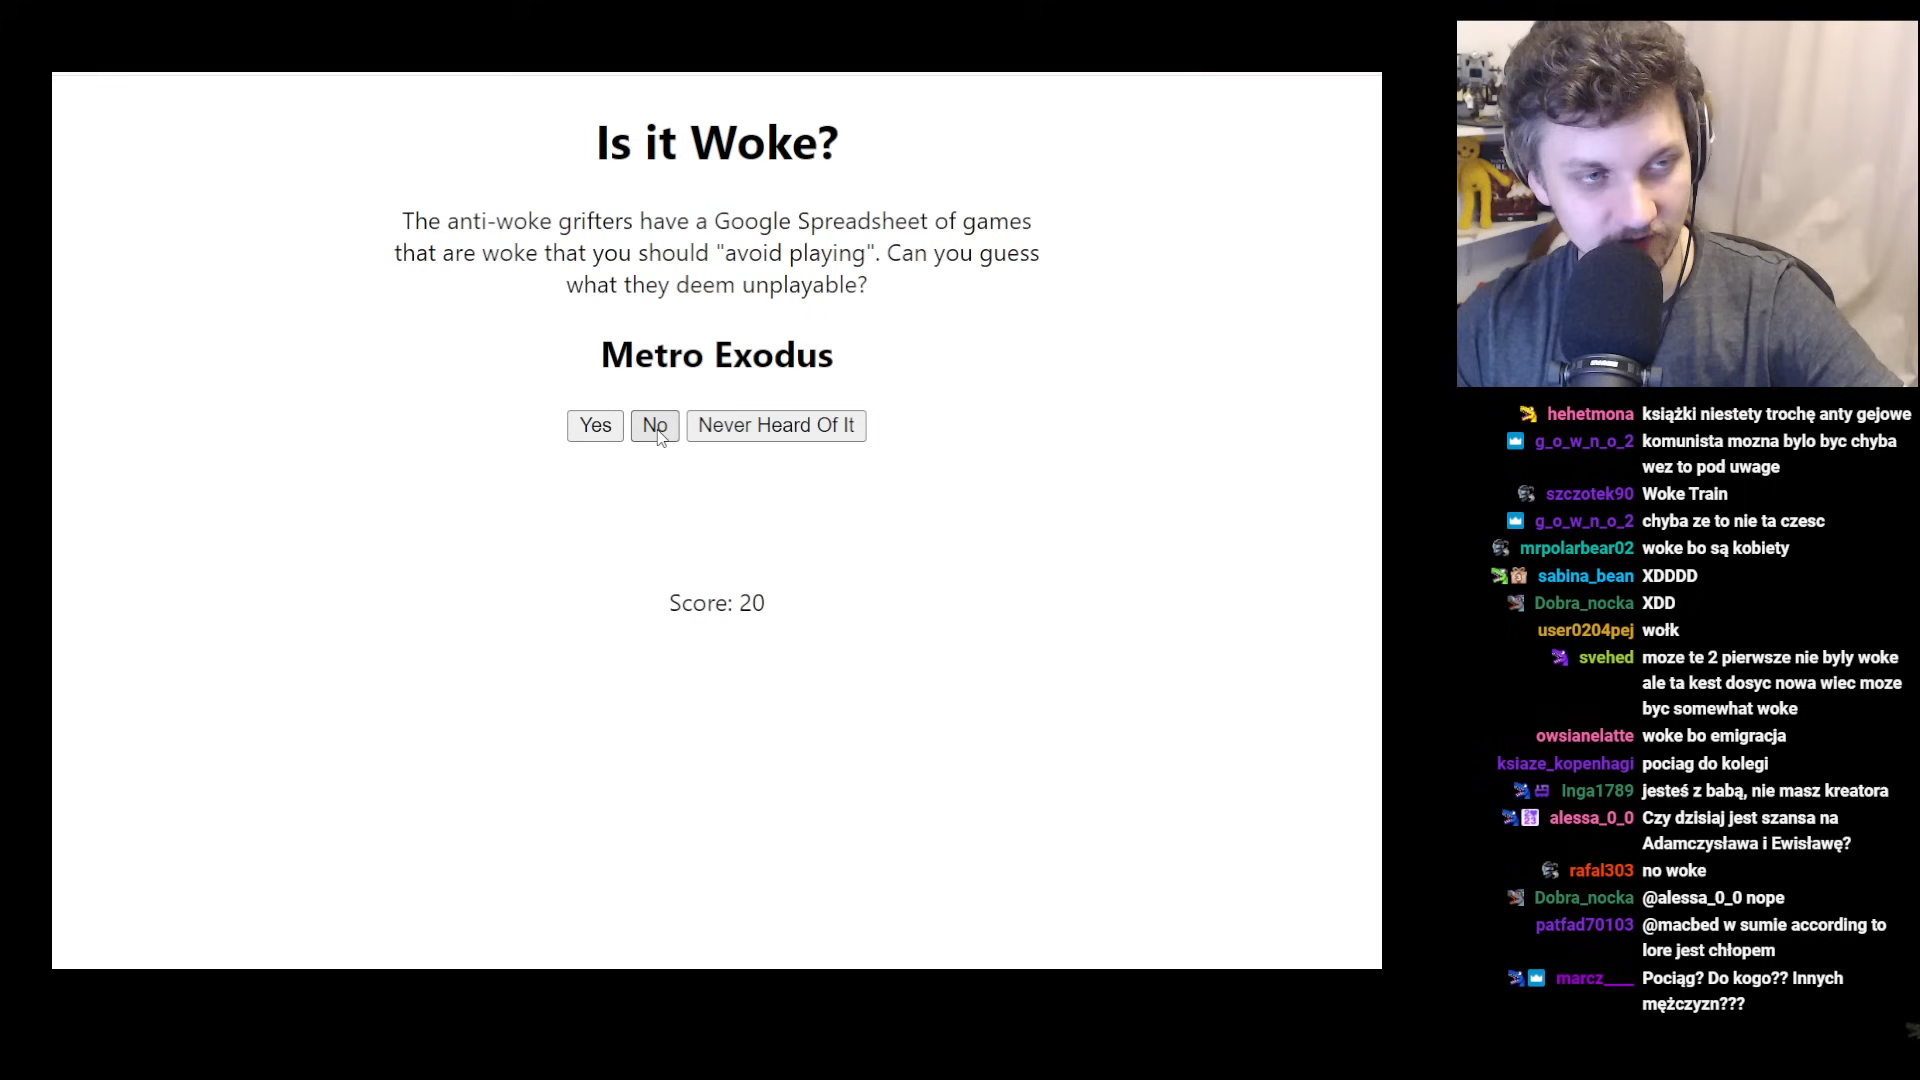 Is it Woke?
The anti-woke grifters have a Google Spreadsheet of games
that are woke that you should "avoid playing". Can you guess
what they deem unplayable?
Metro Exodus
Yes No Never Heard Of It
Score: 20
hehetmona książki niestety trochę anty gejowe
g_o_w_n_o_2 komunista mozna bylo byc chyba
wez to pod uwage
szczotek90 Woke Train
g_o_w_n_o_2 chyba ze to nie ta czesc
mrpolarbear02 woke bo są kobiety
sabina_bean XDDDD
Dobra_nocka XDD
user0204pej wołk
svehed moze te 2 pierwsze nie byly woke
ale ta kest dosyc nowa wiec moze
byc somewhat woke
owsianelatte woke bo emigracja
ksiaze_kopenhagi pociag do kolegi
Inga1789 jesteś z babą, nie masz kreatora
alessa_0_0 Czy dzisiaj jest szansa na
Adamczysława i Ewisławę?
rafal303 no woke
Dobra_nocka @alessa_0_0 nope
patfad70103 @macbed w sumie according to
lore jest chłopem
marcz____ Pociąg? Do kogo?? Innych
mężczyzn???